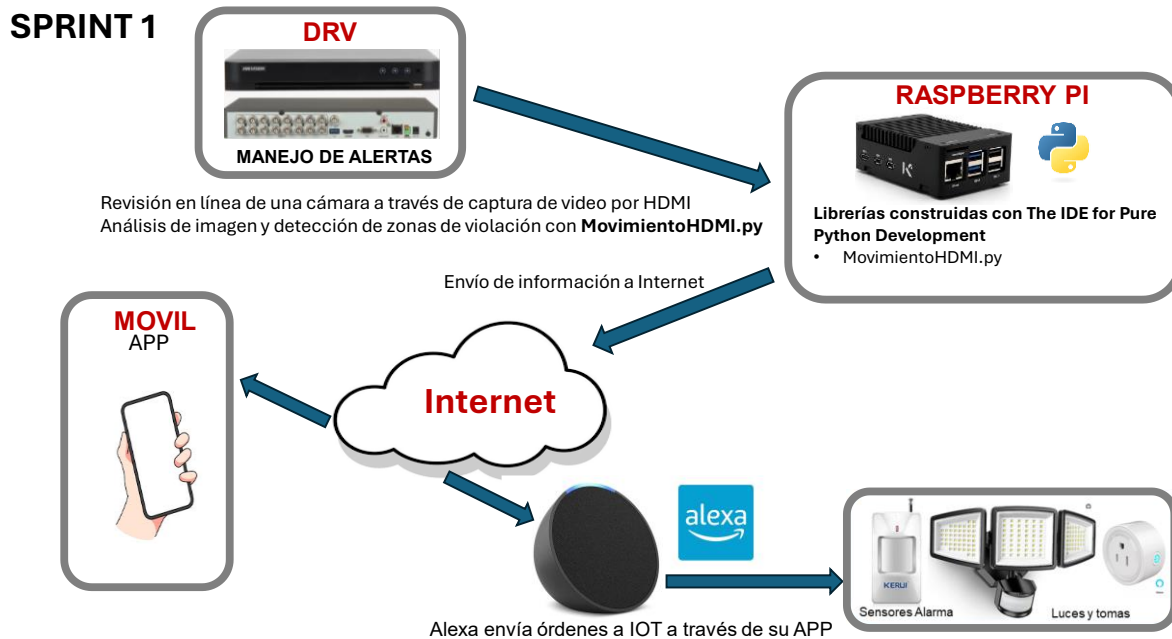 SPRINT 1
DRV
HIKVISION
MANEJO DE ALERTAS
RASPBERRY PI
K
Librerías construidas con The IDE for Pure
Python Development
• MovimientoHDMI.py
Revisión en línea de una cámara a través de captura de video por HDMI
Análisis de imagen y detección de zonas de violación con MovimientoHDMI.py
Envío de información a Internet
MOVIL
APP
Internet
alexa
KERUI
Sensores Alarma
Luces y tomas
Alexa envía órdenes a IOT a través de su APP